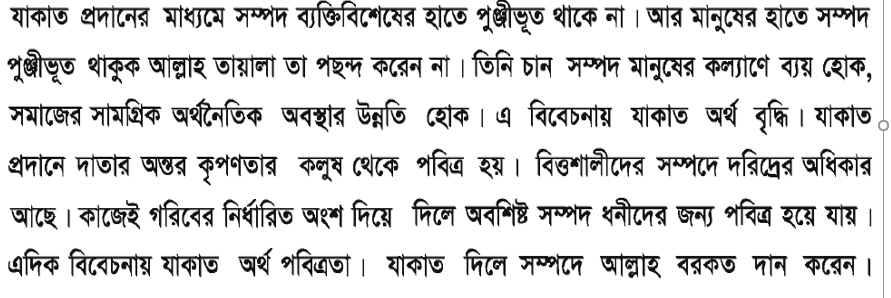 যাকাত প্রদানের মাধ্যমে সম্পদ ব্যক্তিবিশেষের হাতে পুঞ্জীভূত থাকে না। আর মানুষের হাতে সম্পদ
পুঞ্জীভূত থাকুক আল্লাহ তায়ালা তা পছন্দ করেন না। তিনি চান সম্পদ মানুষের কল্যাণে ব্যয় হোক,
সমাজের সামগ্রিক অর্থনৈতিক অবস্থার উন্নতি হোক। এ বিবেচনায় যাকাত অর্থ বৃদ্ধি। যাকাত
প্রদানে দাতার অন্তর কৃপণতার কলুষ থেকে পবিত্র হয়। বিত্তশালীদের সম্পদে দরিদ্রের অধিকার
আছে। কাজেই গরিবের নির্ধারিত অংশ দিয়ে দিলে অবশিষ্ট সম্পদ ধনীদের জন্য পবিত্র হয়ে যায়।
এদিক বিবেচনায় যাকাত অর্থ পবিত্রতা। যাকাত দিলে সম্পদে আল্লাহ বরকত দান করেন।